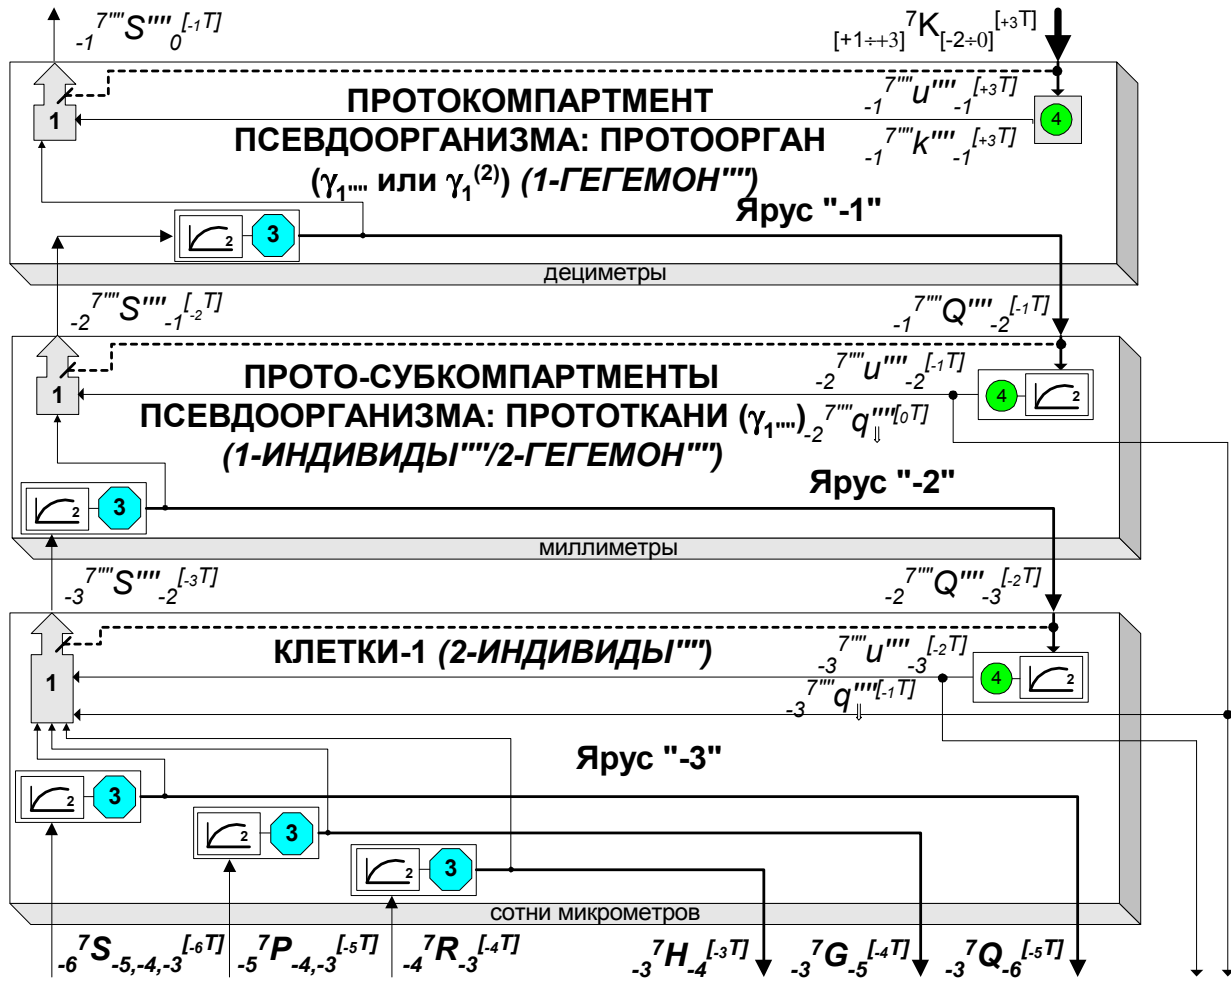 -1 7""S""0 [-1T]
[+1÷+3] 7K[-2÷0] [+3T]
-1 7""u""-1 [+3T]
1
4
ПРОТОКОМПАРТМЕНТ
ПСЕВДООРГАНИЗМА: ПРОТООРГАН
-1 7""k""-1 [+3T]
(γ1"" или γ1(2)) (1-ГЕГЕМОН"")
Ярус "-1"
2
3
дециметры
-2 7""S""-1 [-2T]
-1 7""Q""-2 [-1T]
-2 7""u""-2 [-1T]
1
4
2
ПРОТО-СУБКОМПАРТМЕНТЫ
ПСЕВДООРГАНИЗМА: ПРОТОТКАНИ (γ1"")
-2 7""q""⇓ [0T]
(1-ИНДИВИДЫ""/2-ГЕГЕМОН"")
Ярус "-2"
2
3
миллиметры
-3 7""S""-2 [-3T]
-2 7""Q""-3 [-2T]
КЛЕТКИ-1 (2-ИНДИВИДЫ"")
-3 7""u""-3 [-2T]
1
4
2
-3 7""q""⇓ [-1T]
Ярус "-3"
2
3
2
3
2
3
сотни микрометров
-6 7S-5,-4,-3 [-6T]
-5 7P-4,-3 [-5T]
-4 7R-3 [-4T]
-3 7H-4 [-3T]
-3 7G-5 [-4T]
-3 7Q-6 [-5T]